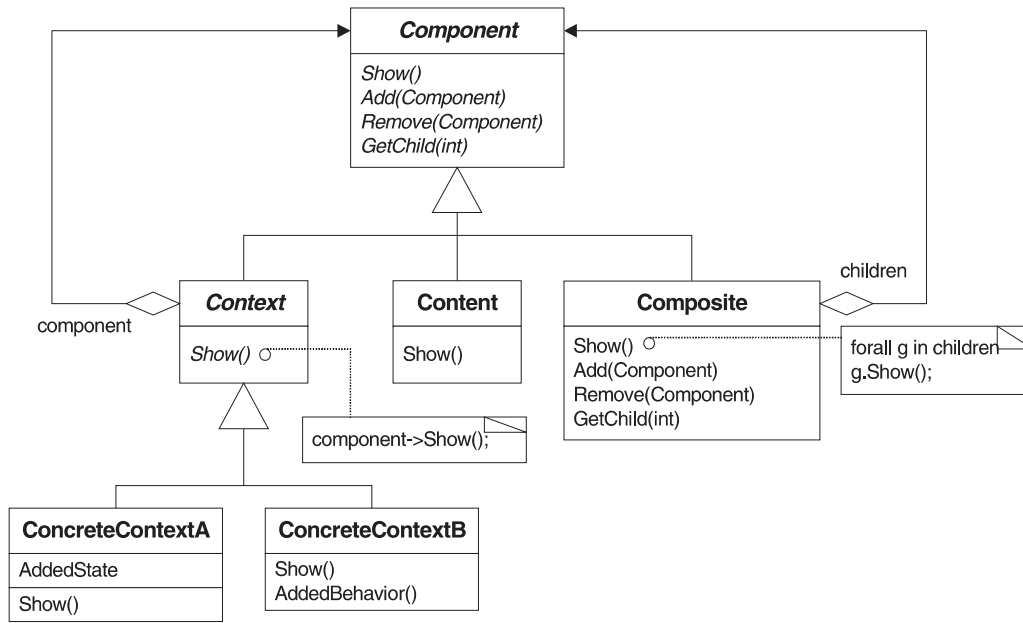 Component
Show()
Add(Component)
Remove(Component)
GetChild(int)
children
component
Context
Show()
Content
Show()
Composite
Show()
Add(Component)
Remove(Component)
GetChild(int)
forall g in children
g.Show();
component->Show();
ConcreteContextA
AddedState
Show()
ConcreteContextB
Show()
AddedBehavior()